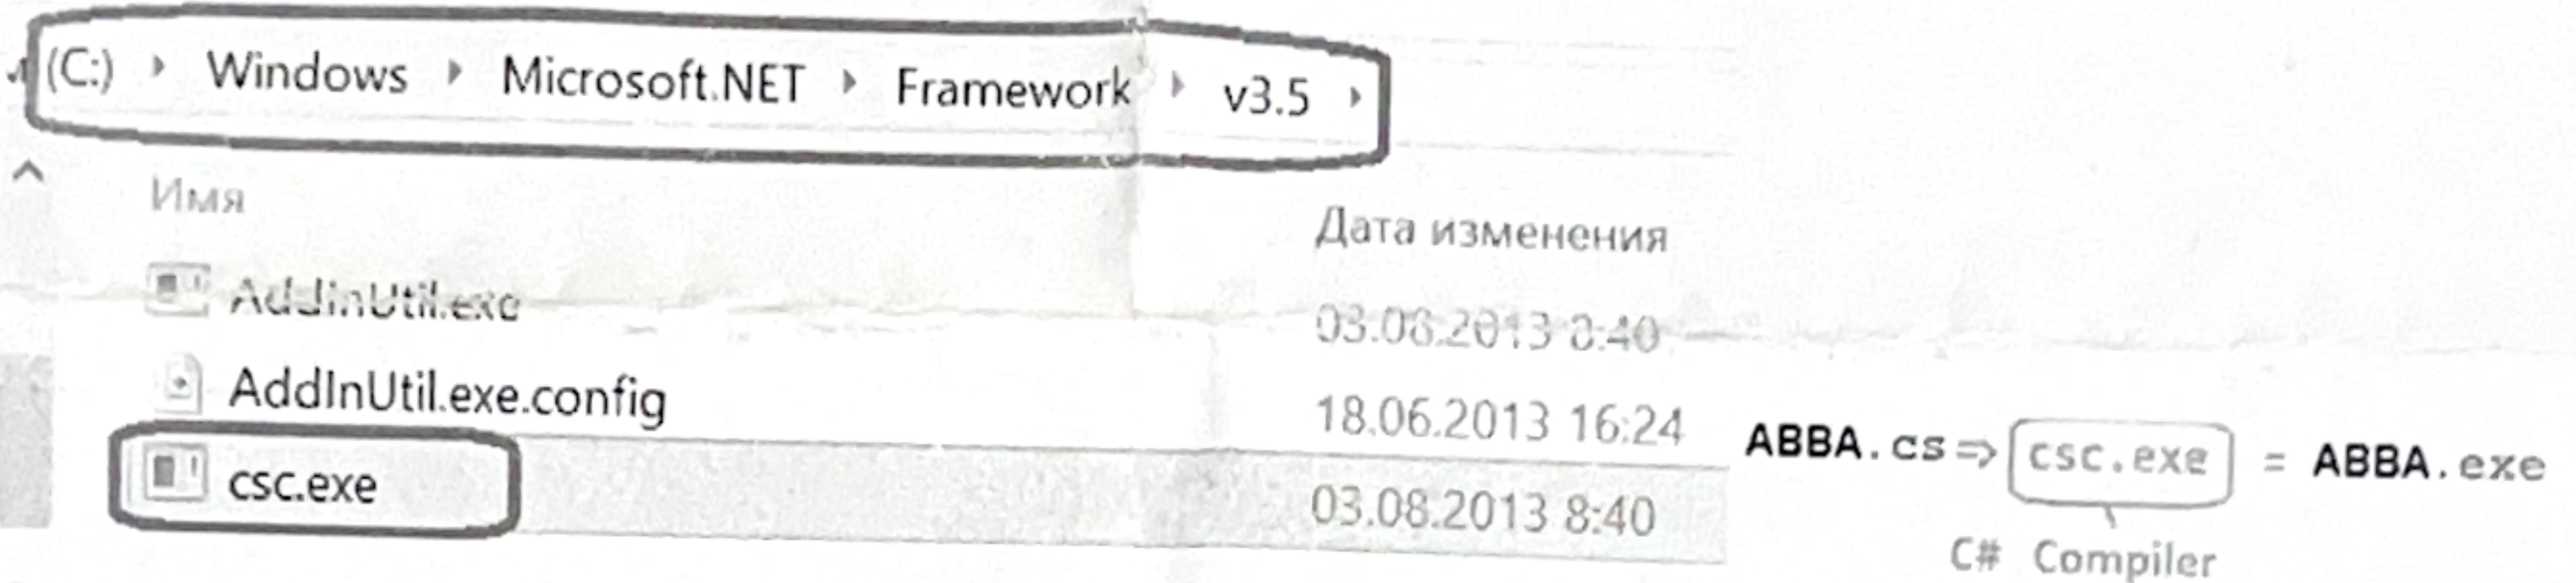 (C:) Windows Microsoft.NET Framework v3.5
Имя Дата изменения
AddInUtil.exe 03.08.2013 8:40
AddInUtil.exe.config 18.06.2013 16:24
csc.exe 03.08.2013 8:40
ABBA.cs ⇒ csc.exe = ABBA.exe
C# Compiler